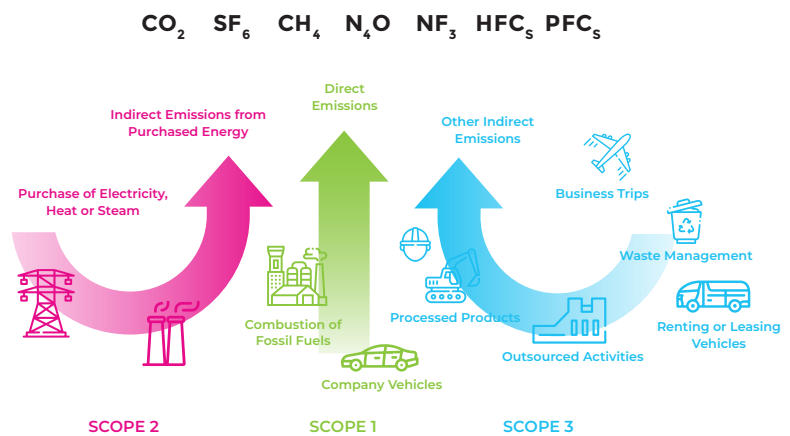 CO₂ SF₆ CH₄ N₄O NF₃ HFCₛ PFCₛ
Direct
Emissions
Indirect Emissions from
Purchased Energy
Other Indirect
Emissions
Purchase of Electricity,
Heat or Steam
Business Trips
Waste Management
Processed Products
Combustion of
Fossil Fuels
Renting or Leasing
Vehicles
Outsourced Activities
Company Vehicles
SCOPE 2
SCOPE 1
SCOPE 3